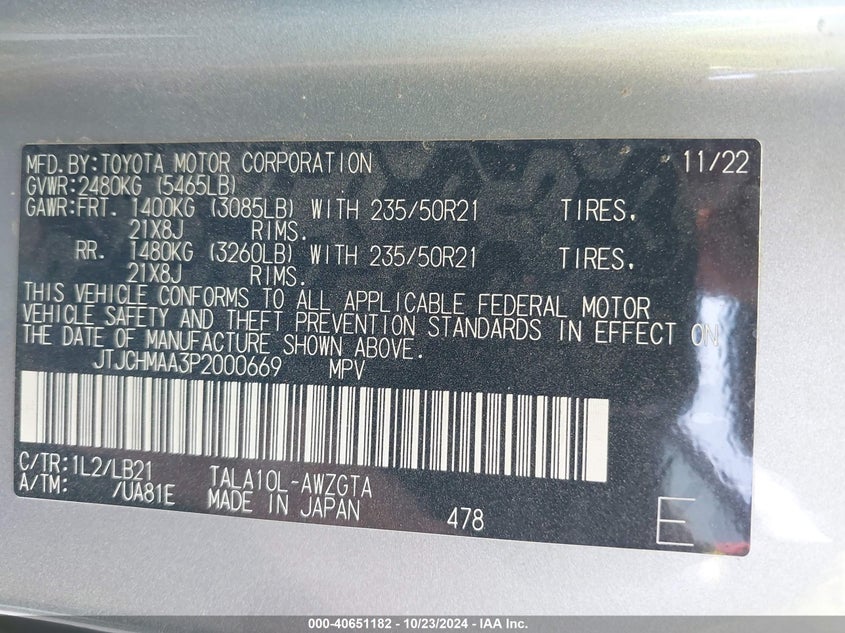 MFD.BY:TOYOTA MOTOR CORPORATION 11/22
GVWR:2480KG (5465LB)
GAWR:FRT. 1400KG (3085LB) WITH 235/50R21 TIRES,
21X8J RIMS.
RR. 1480KG (3260LB) WITH 235/50R21 TIRES,
21X8J RIMS.
THIS VEHICLE CONFORMS TO ALL APPLICABLE FEDERAL MOTOR
VEHICLE SAFETY AND THEFT PREVENTION STANDARDS IN EFFECT ON
THE DATE OF MANUFACTURE SHOWN ABOVE.
JTJCHMAA3P2000669 MPV
C/TR:1L2/LB21 TALA10L-AWZGTA
A/TM: /UA81E MADE IN JAPAN 478 E
000-40651182 - 10/23/2024 - IAA Inc.